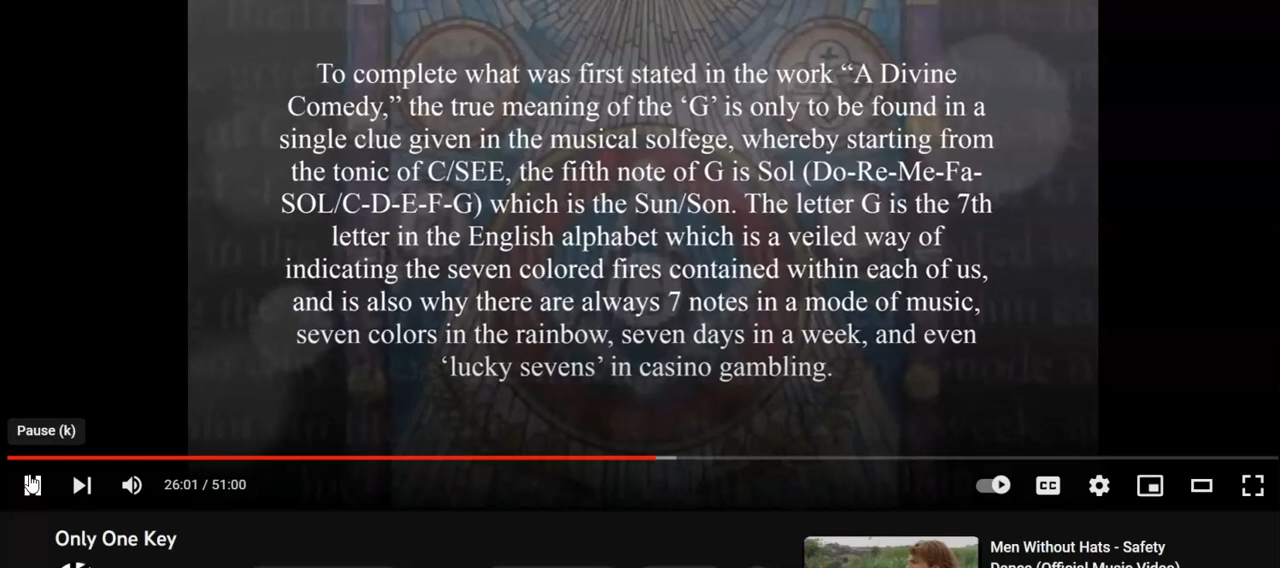 To complete what was first stated in the work “A Divine
Comedy,” the true meaning of the ‘G’ is only to be found in a
single clue given in the musical solfege, whereby starting from
the tonic of C/SEE, the fifth note of G is Sol (Do-Re-Me-Fa-
SOL/C-D-E-F-G) which is the Sun/Son. The letter G is the 7th
letter in the English alphabet which is a veiled way of
indicating the seven colored fires contained within each of us,
and is also why there are always 7 notes in a mode of music,
seven colors in the rainbow, seven days in a week, and even
‘lucky sevens’ in casino gambling.
Pause (k)
26:01 / 51:00
CC
Only One Key
Men Without Hats - Safety
Dance (Official Music Video)